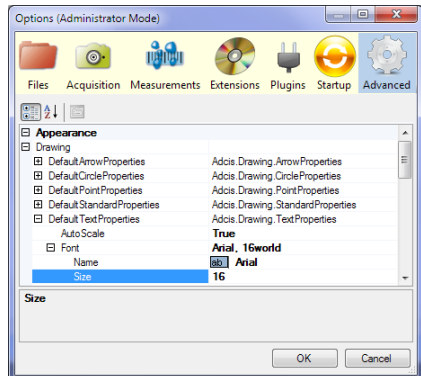 Options (Administrator Mode)
Files Acquisition Measurements Extensions Plugins Startup Advanced
Appearance
Drawing
DefaultArrowProperties Adcis.Drawing.ArrowProperties
DefaultCircleProperties Adcis.Drawing.CircleProperties
DefaultPointProperties Adcis.Drawing.PointProperties
DefaultStandardProperties Adcis.Drawing.StandardProperties
DefaultTextProperties Adcis.Drawing.TextProperties
AutoScale True
Font Arial, 16world
Name ab Arial
Size 16
Size
OK Cancel